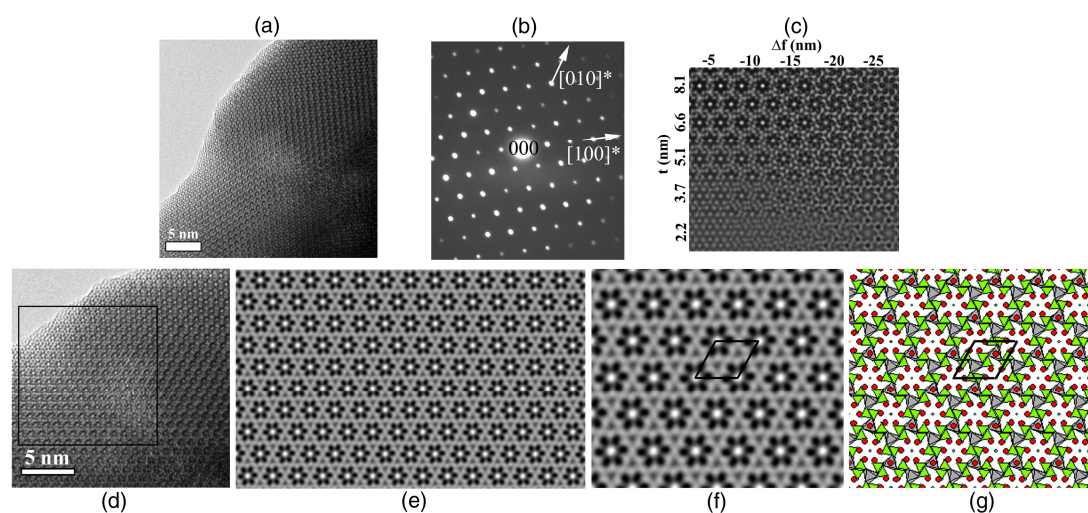 (a)
(b)
(c)
Δf (nm)
-5 -10 -15 -20 -25
t (nm)
8.1
6.6
5.1
3.7
2.2
[010]*
000
[100]*
5 nm
5 nm
(d)
(e)
(f)
(g)